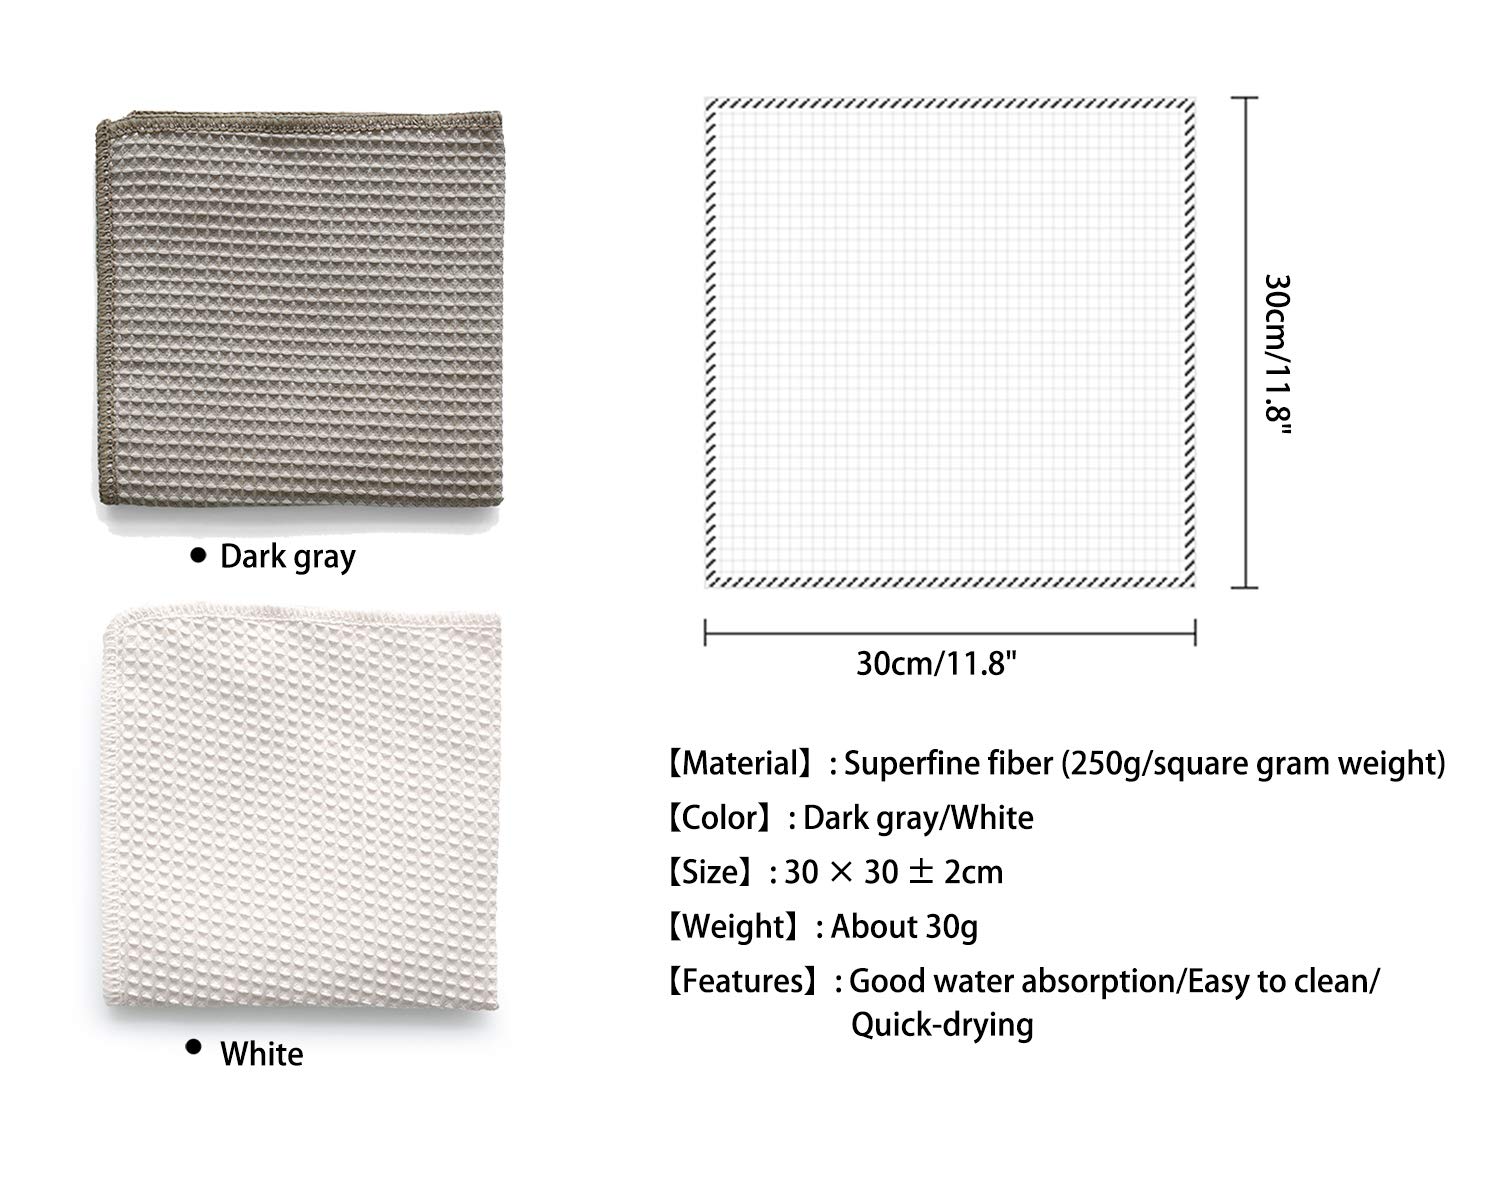 Dark gray
White
30cm/11.8"
30cm/11.8"
【Material】: Superfine fiber (250g/square gram weight)
【Color】: Dark gray/White
【Size】: 30 × 30 ± 2cm
【Weight】: About 30g
【Features】: Good water absorption/Easy to clean/
Quick-drying